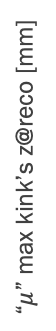 “μ” max kink’s z@reco [mm]